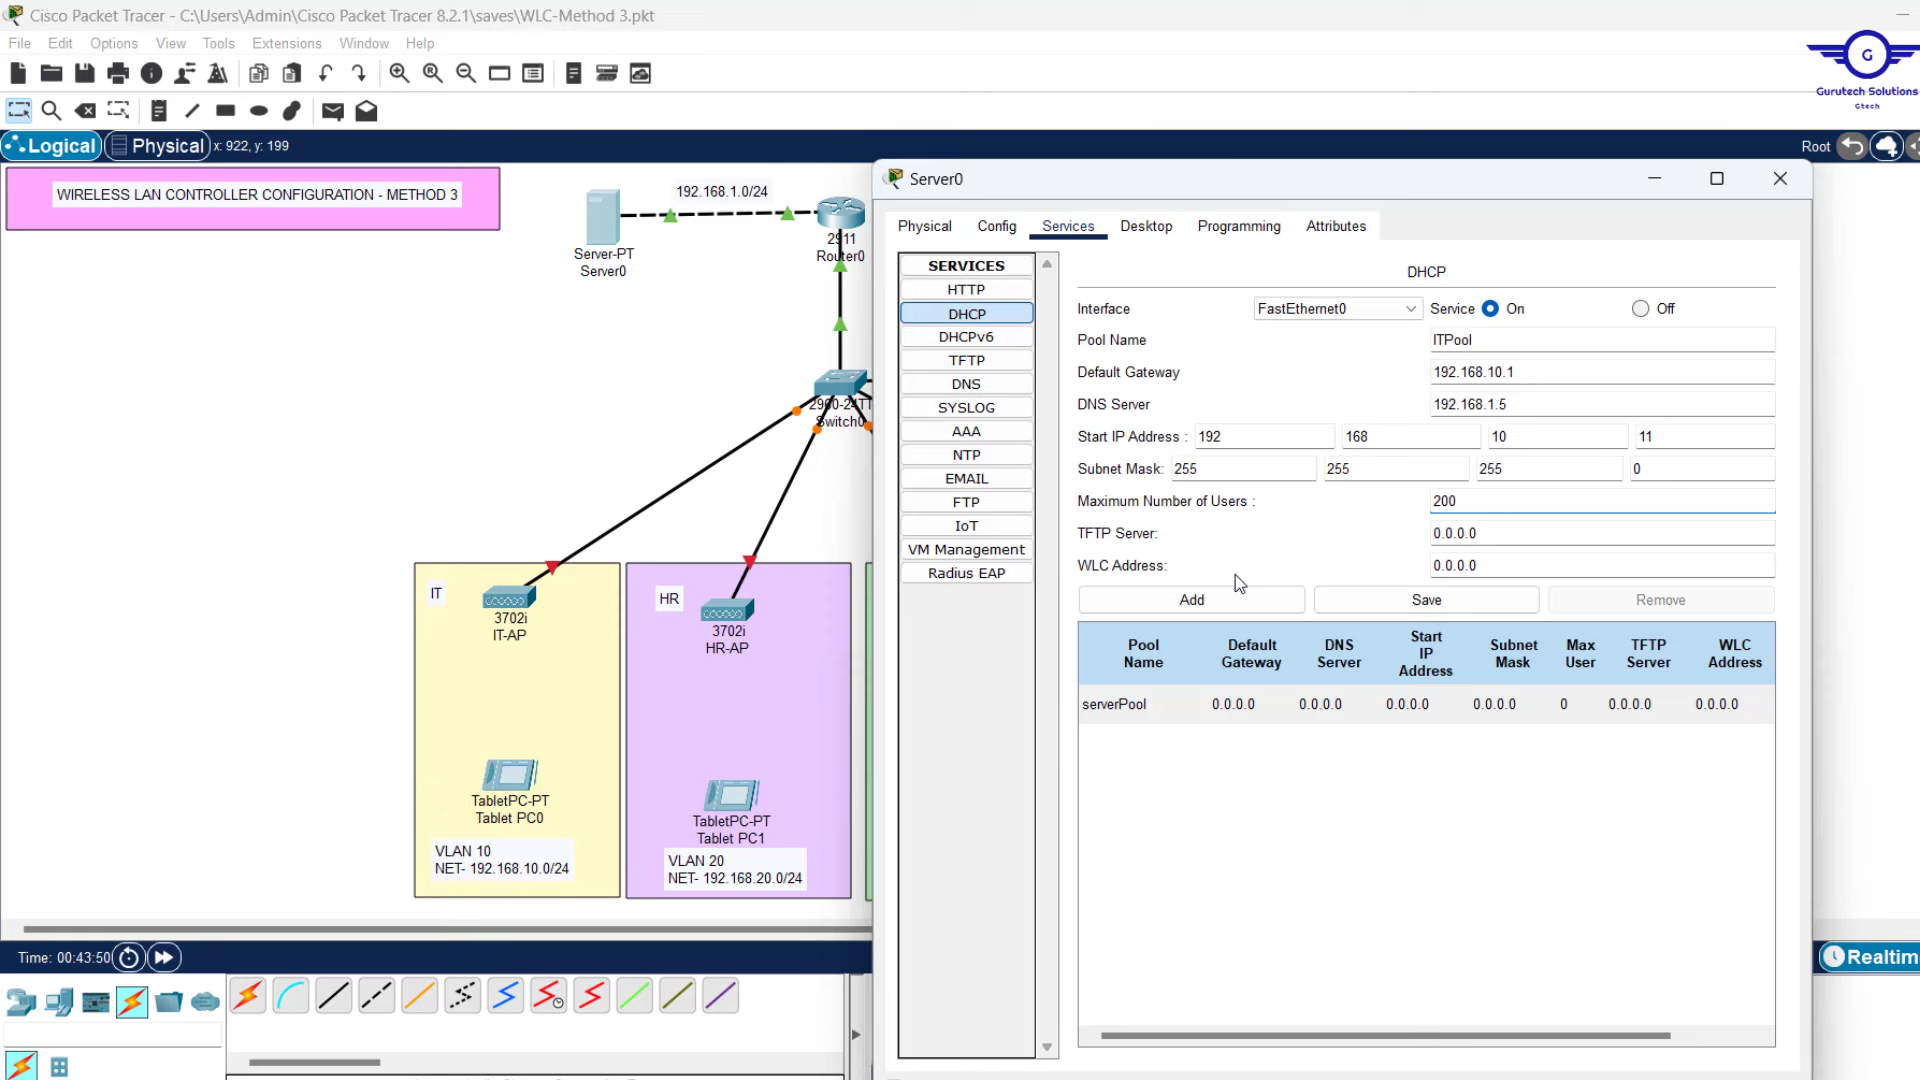 Cisco Packet Tracer - C:\Users\Admin\Cisco Packet Tracer 8.2.1\saves\WLC-Method 3.pkt
File Edit Options View Tools Extensions Window Help
G
Gurutech Solutions
Gtech
Logical Physical x: 922, y: 199
Root
WIRELESS LAN CONTROLLER CONFIGURATION - METHOD 3
192.168.1.0/24
Server-PT
Server0
2911
Router0
2960-24TT
Switch0
IT
3702i
IT-AP
TabletPC-PT
Tablet PC0
VLAN 10
NET- 192.168.10.0/24
HR
3702i
HR-AP
TabletPC-PT
Tablet PC1
VLAN 20
NET- 192.168.20.0/24
Server0
Physical Config Services Desktop Programming Attributes
SERVICES
HTTP
DHCP
DHCPv6
TFTP
DNS
SYSLOG
AAA
NTP
EMAIL
FTP
IoT
VM Management
Radius EAP
DHCP
Interface FastEthernet0 Service On Off
Pool Name ITPool
Default Gateway 192.168.10.1
DNS Server 192.168.1.5
Start IP Address : 192 168 10 11
Subnet Mask: 255 255 255 0
Maximum Number of Users : 200
TFTP Server: 0.0.0.0
WLC Address: 0.0.0.0
Add Save Remove
Pool Name Default Gateway DNS Server Start IP Address Subnet Mask Max User TFTP Server WLC Address
serverPool 0.0.0.0 0.0.0.0 0.0.0.0 0.0.0.0 0 0.0.0.0 0.0.0.0
Time: 00:43:50
Realtim